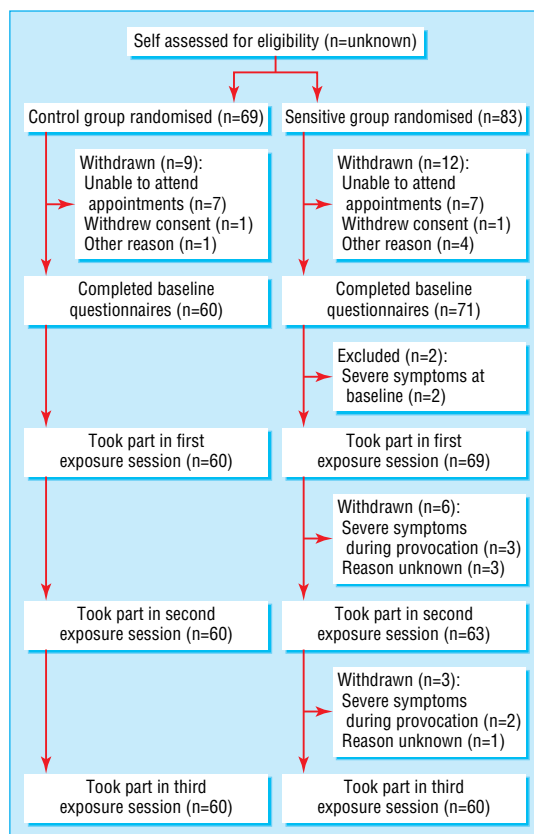 Self assessed for eligibility (n=unknown)
Control group randomised (n=69)
Sensitive group randomised (n=83)
Withdrawn (n=9):
Unable to attend
appointments (n=7)
Withdrew consent (n=1)
Other reason (n=1)
Withdrawn (n=12):
Unable to attend
appointments (n=7)
Withdrew consent (n=1)
Other reason (n=4)
Completed baseline
questionnaires (n=60)
Completed baseline
questionnaires (n=71)
Excluded (n=2):
Severe symptoms at
baseline (n=2)
Took part in first
exposure session (n=60)
Took part in first
exposure session (n=69)
Withdrawn (n=6):
Severe symptoms
during provocation (n=3)
Reason unknown (n=3)
Took part in second
exposure session (n=60)
Took part in second
exposure session (n=63)
Withdrawn (n=3):
Severe symptoms
during provocation (n=2)
Reason unknown (n=1)
Took part in third
exposure session (n=60)
Took part in third
exposure session (n=60)